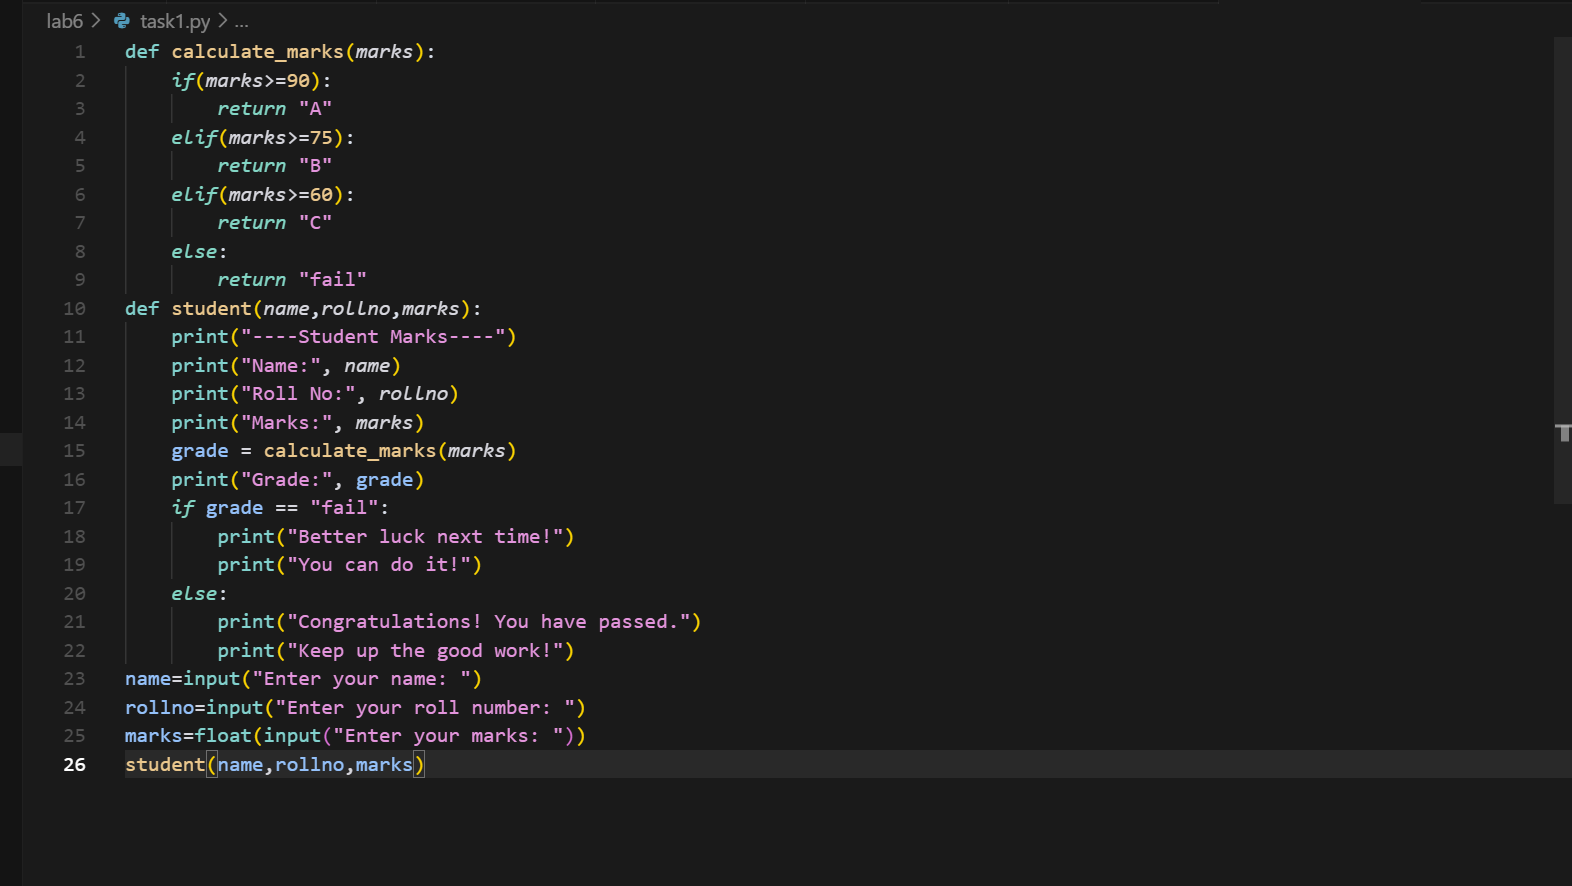 lab6 > task1.py > ...
1 def calculate_marks(marks):
2     if(marks>=90):
3         return "A"
4     elif(marks>=75):
5         return "B"
6     elif(marks>=60):
7         return "C"
8     else:
9         return "fail"
10 def student(name,rollno,marks):
11     print("----Student Marks----")
12     print("Name:", name)
13     print("Roll No:", rollno)
14     print("Marks:", marks)
15     grade = calculate_marks(marks)
16     print("Grade:", grade)
17     if grade == "fail":
18         print("Better luck next time!")
19         print("You can do it!")
20     else:
21         print("Congratulations! You have passed.")
22         print("Keep up the good work!")
23 name=input("Enter your name: ")
24 rollno=input("Enter your roll number: ")
25 marks=float(input("Enter your marks: "))
26 student(name,rollno,marks)